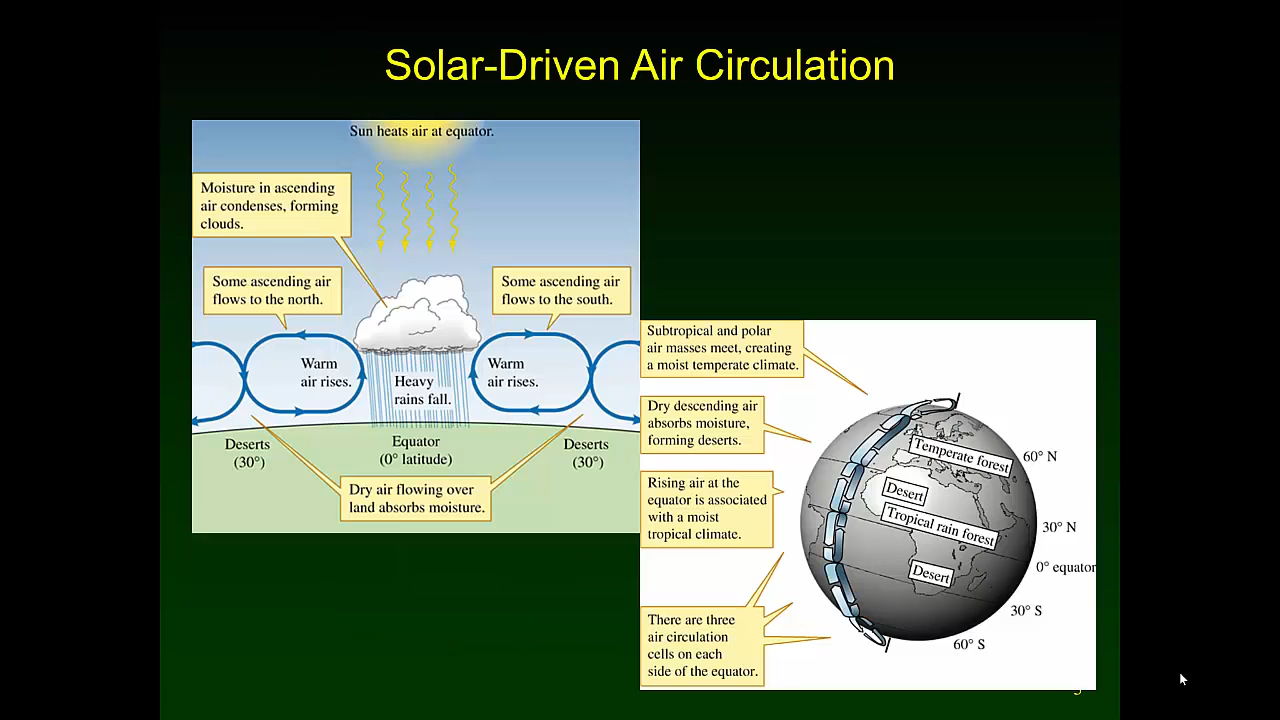 Solar-Driven Air Circulation
Sun heats air at equator.
Moisture in ascending
air condenses, forming
clouds.
Some ascending air
flows to the north.
Some ascending air
flows to the south.
Warm
air rises.
Heavy
rains fall.
Warm
air rises.
Deserts
(30°)
Equator
(0° latitude)
Deserts
(30°)
Dry air flowing over
land absorbs moisture.
Subtropical and polar
air masses meet, creating
a moist temperate climate.
Dry descending air
absorbs moisture,
forming deserts.
Rising air at the
equator is associated
with a moist
tropical climate.
There are three
air circulation
cells on each
side of the equator.
Temperate forest
Desert
Tropical rain forest
Desert
60° N
30° N
0° equator
30° S
60° S